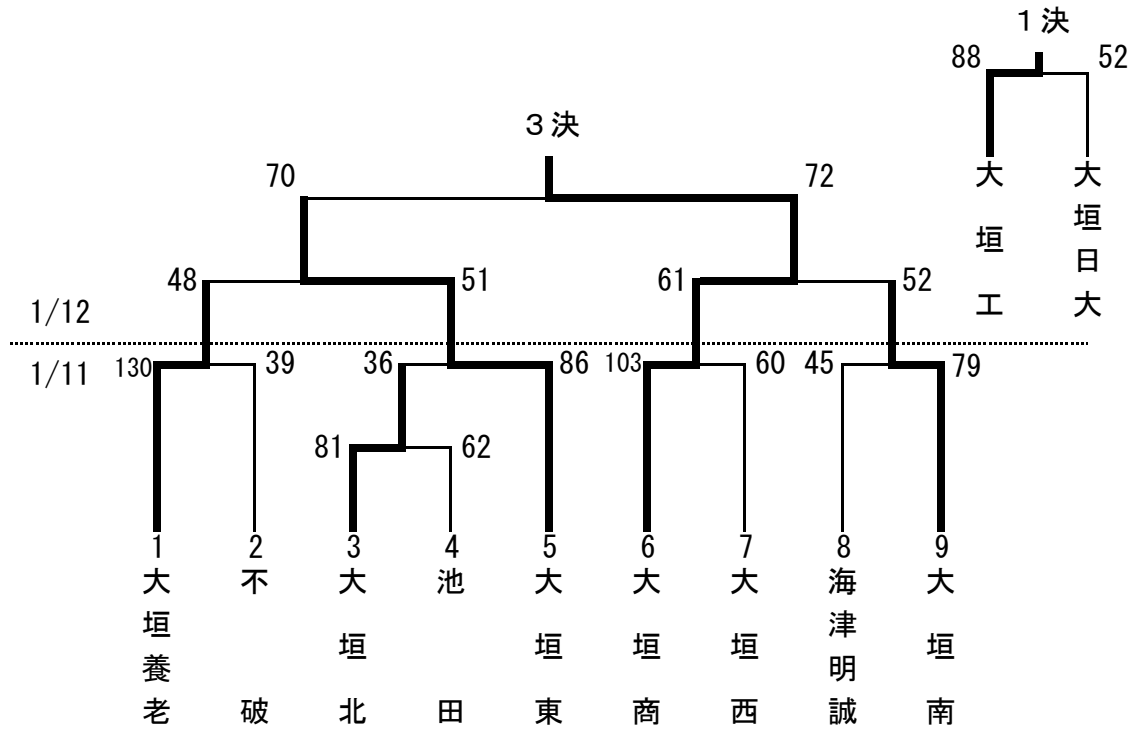 1決
88 52
大垣工
大垣日大
3決
70 72
48 51 61 52
1/12
1/11 130 39 36 86 103 60 45 79
81 62
1 2 3 4 5 6 7 8 9
大垣養老
不破
大垣北
池田
大垣東
大垣商
大垣西
海津明誠
大垣南